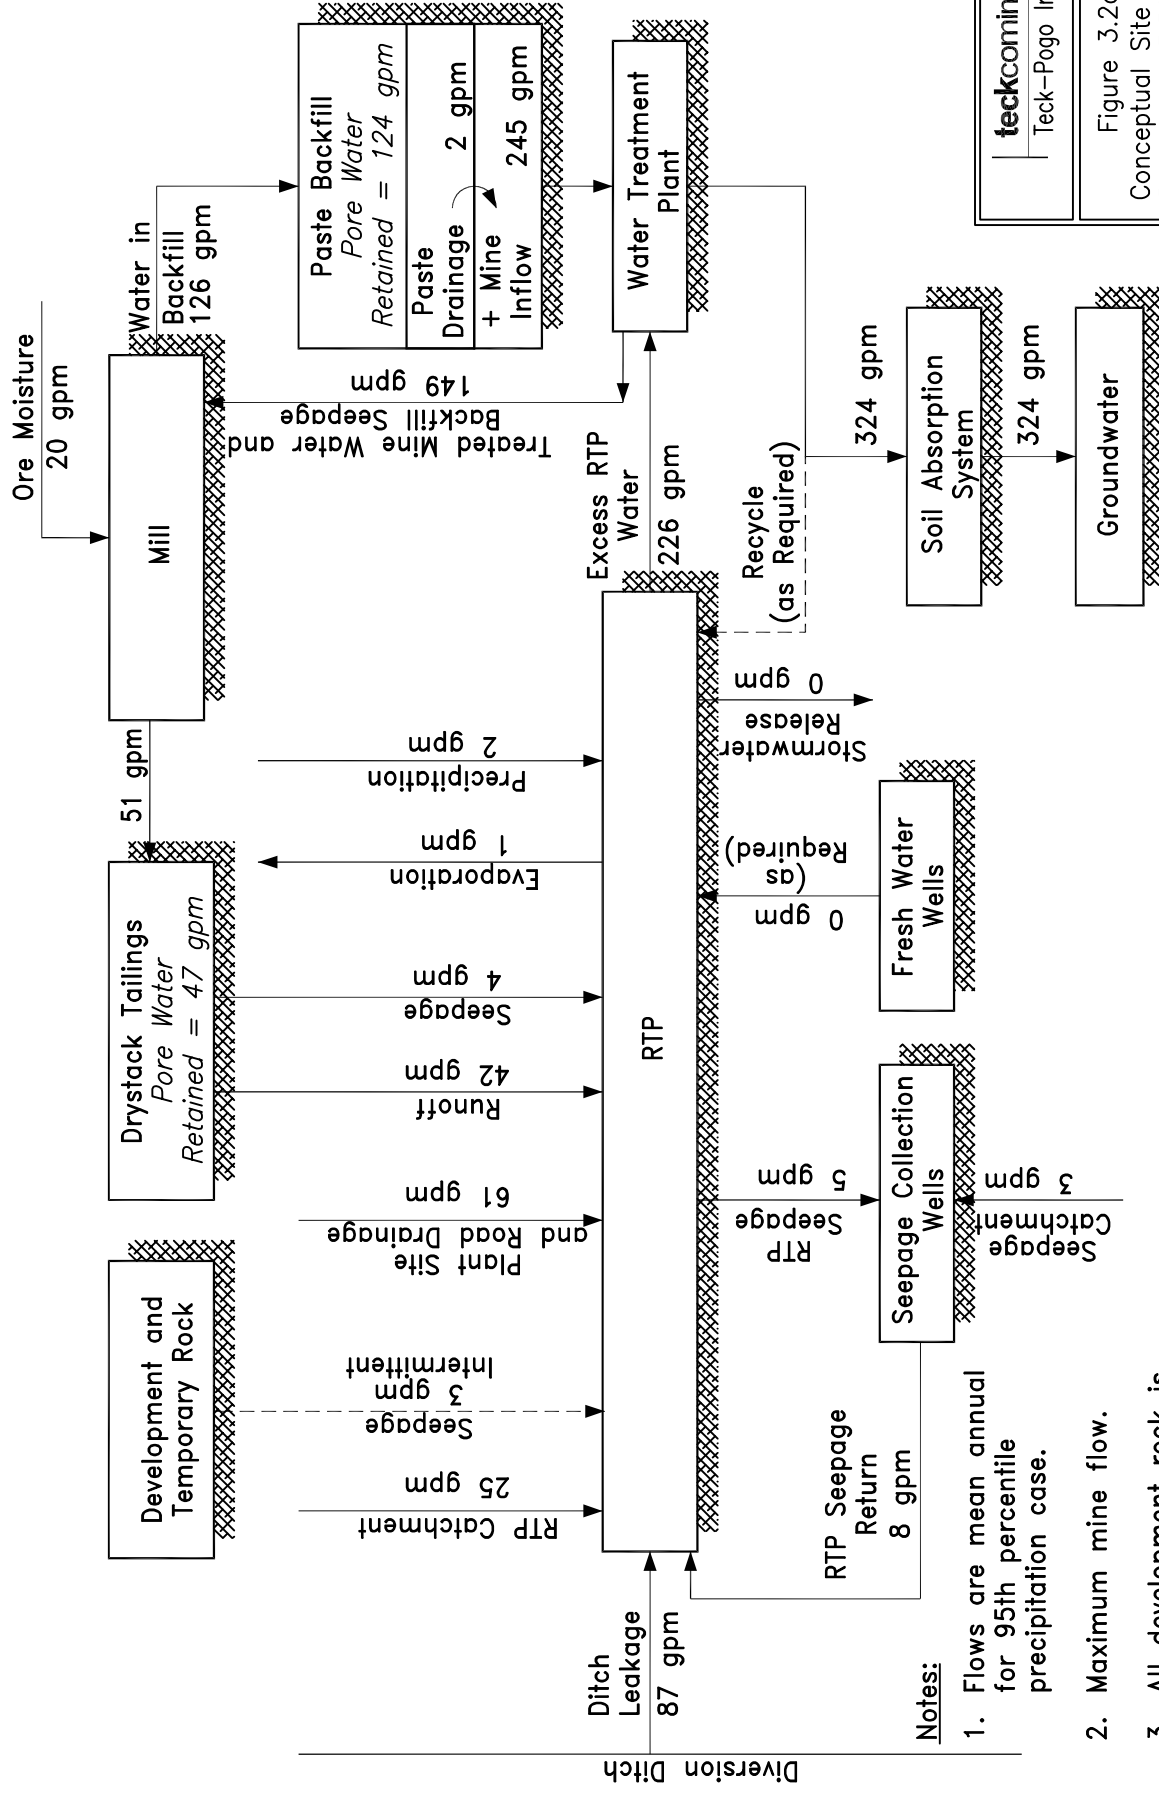 Ore Moisture
20 gpm
Mill
Water in
Backfill
126 gpm
51 gpm
Drystack Tailings
Pore Water
Retained = 47 gpm
Development and
Temporary Rock
Paste Backfill
Pore Water
Retained = 124 gpm
Paste
Drainage
2 gpm
+ Mine
Inflow
245 gpm
Treated Mine Water and
Backfill Seepage
149 gpm
Water Treatment
Plant
Excess RTP
Water
226 gpm
Precipitation
2 gpm
Evaporation
1 gpm
Seepage
4 gpm
Runoff
42 gpm
Plant Site
and Road Drainage
61 gpm
Seepage
3 gpm
Intermittent
RTP Catchment
25 gpm
Diversion Ditch
Ditch
Leakage
87 gpm
RTP
Recycle
(as Required)
Stormwater
Release
0 gpm
0 gpm
(as
Required)
Fresh Water
Wells
RTP
Seepage
5 gpm
Seepage Collection
Wells
Seepage
Catchment
3 gpm
RTP Seepage
Return
8 gpm
324 gpm
Soil Absorption
System
324 gpm
Groundwater
Notes:
1. Flows are mean annual
for 95th percentile
precipitation case.
2. Maximum mine flow.
3. All development rock is
teckcomin
Teck-Pogo In
Figure 3.2
Conceptual Site